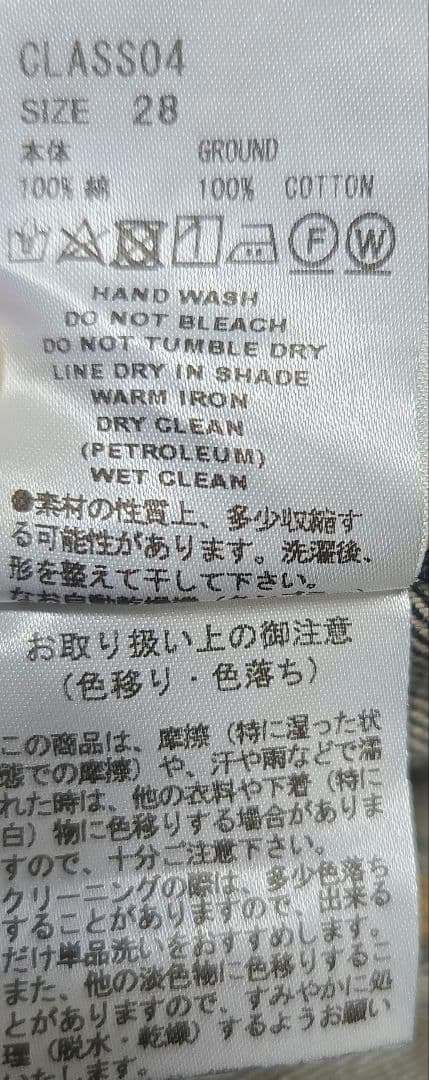 CLASS04
SIZE 28
本体 GROUND
100% 綿 100% COTTON
F W
HAND WASH
DO NOT BLEACH
DO NOT TUMBLE DRY
LINE DRY IN SHADE
WARM IRON
DRY CLEAN
(PETROLEUM)
WET CLEAN
●素材の性質上、多少収縮す
る可能性があります。洗濯後、
形を整えて干して下さい。
お取り扱い上の御注意
(色移り・色落ち)
この商品は、摩擦(特に湿った状
態での摩擦)や、汗や雨などで濡
れた時は、他の衣料や下着(特に
白)物に色移りする場合がありま
すので、十分ご注意下さい。
クリーニングの際は、多少色落ち
することがありますので、出来る
だけ単品洗いをおすすめします。
また、他の淡色物に色移りするこ
とがありますので、すみやかに処
理(脱水・乾燥)するようお願い
いたします。